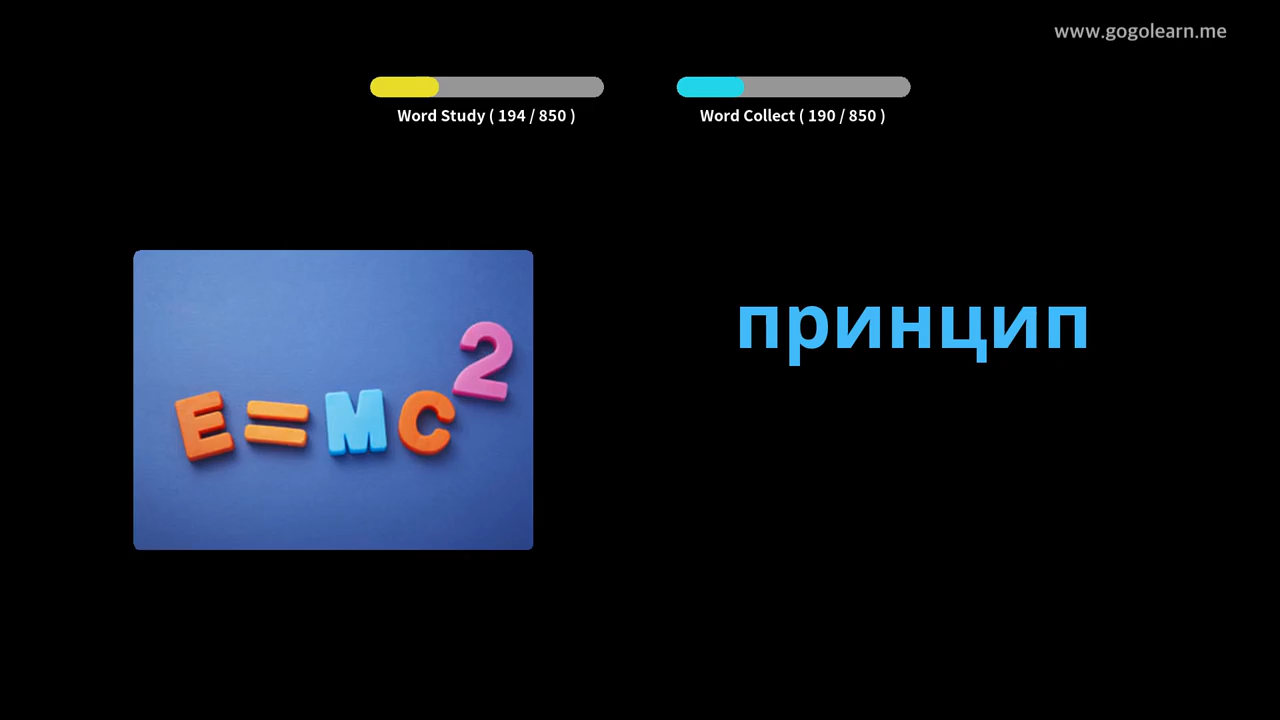 www.gogolearn.me
Word Study ( 194 / 850 )
Word Collect ( 190 / 850 )
принцип
E=MC²